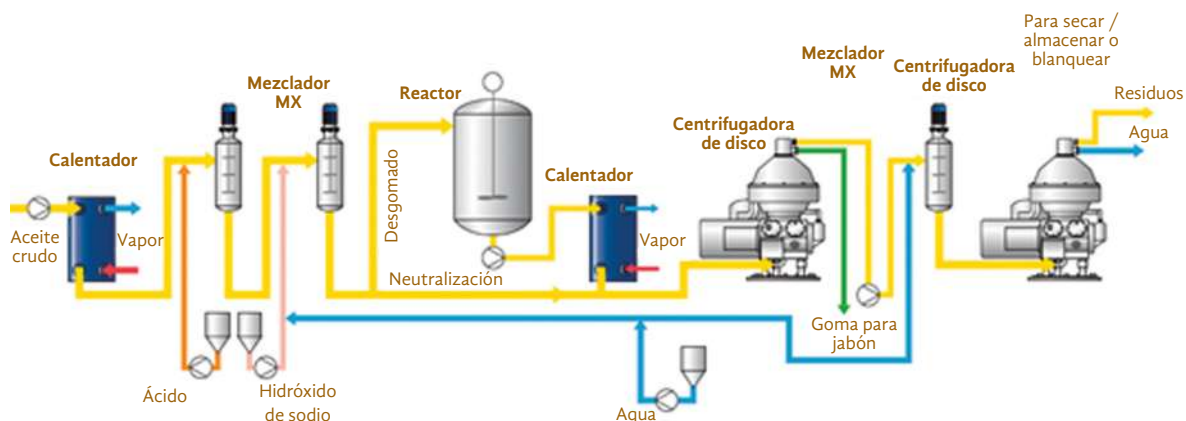 Para secar /
almacenar o
blanquear
Mezclador
MX
Centrifugadora
de disco
Residuos
Agua
Mezclador
MX
Reactor
Centrifugadora
de disco
Calentador
Calentador
Desgomado
Aceite
crudo
Vapor
Vapor
Neutralización
Goma para
jabón
Ácido
Hidróxido
de sodio
Agua